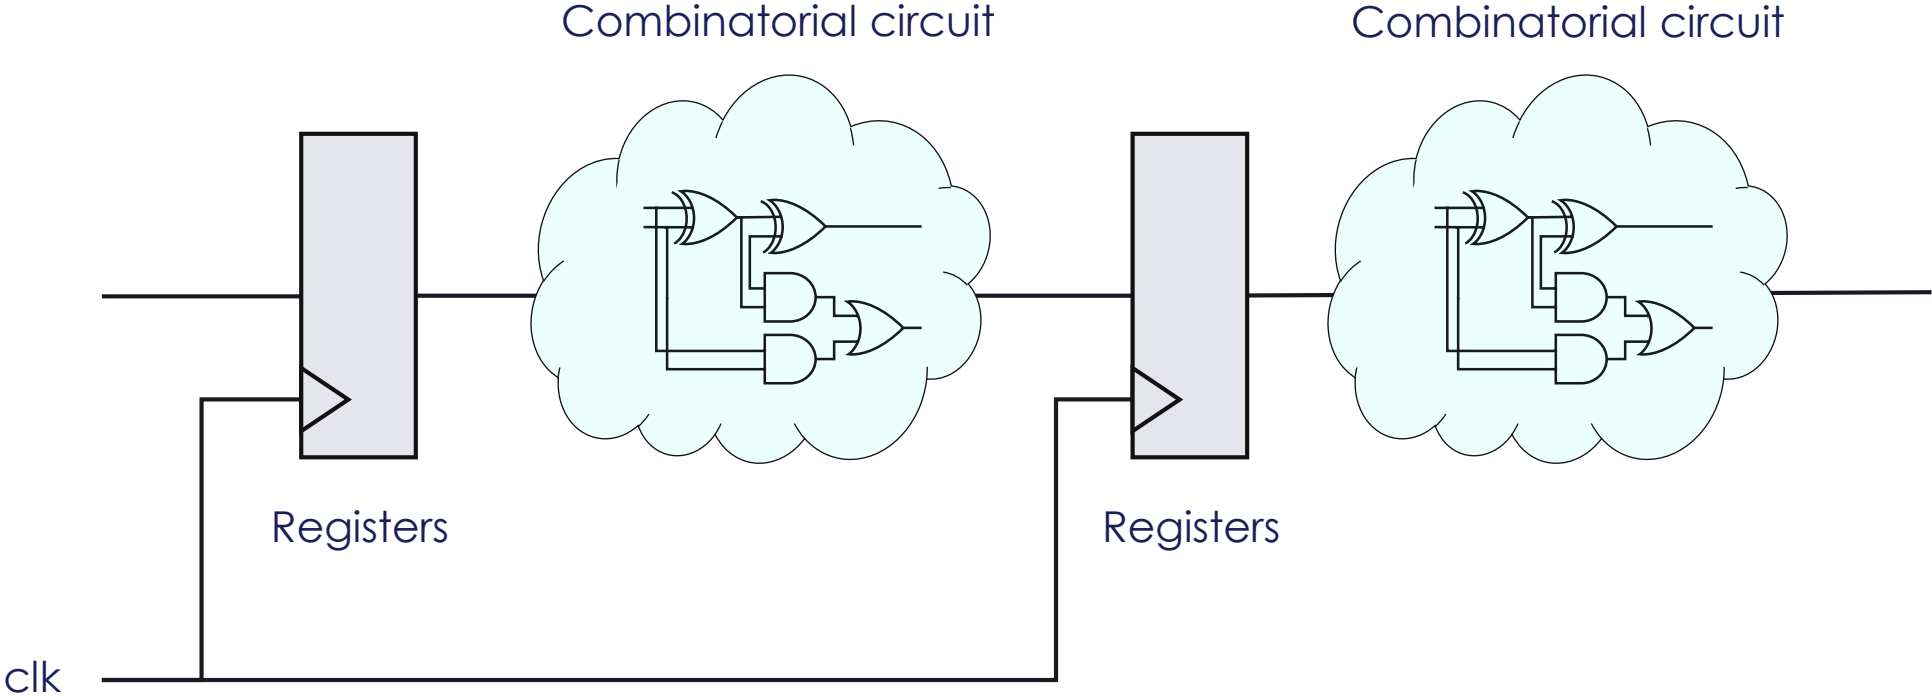 Combinatorial circuit
Combinatorial circuit
Registers
Registers
clk